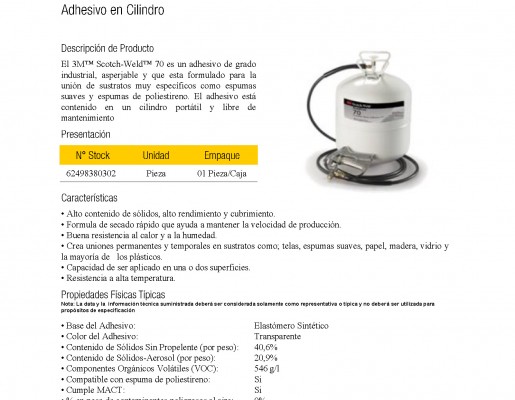 Adhesivo en Cilindro
Descripción de Producto
El 3M™ Scotch-Weld™ 70 es un adhesivo de grado
industrial, asperjable y que esta formulado para la
unión de sustratos muy específicos como espumas
suaves y espumas de poliestireno. El adhesivo está
contenido en un cilindro portátil y libre de
mantenimiento
70
Presentación
N° Stock Unidad Empaque
62498380302 Pieza 01 Pieza/Caja
Características
• Alto contenido de sólidos, alto rendimiento y cubrimiento.
• Formula de secado rápido que ayuda a mantener la velocidad de producción.
• Buena resistencia al calor y a la humedad.
• Crea uniones permanentes y temporales en sustratos como; telas, espumas suaves, papel, madera, vidrio y
la mayoría de los plásticos.
• Capacidad de ser aplicado en una o dos superficies.
• Resistencia a alta temperatura.
Propiedades Físicas Típicas
Nota: La data y la información técnica suministrada deberá ser considerada solamente como representativa o típica y no deberá ser utilizada para
propósitos de especificación
• Base del Adhesivo: Elastómero Sintético
• Color del Adhesivo: Transparente
• Contenido de Sólidos Sin Propelente (por peso): 40,6%
• Contenido de Sólidos-Aerosol (por peso): 20,9%
• Componentes Orgánicos Volátiles (VOC): 546 g/l
• Compatible con espuma de poliestireno: Si
• Cumple MACT: Si